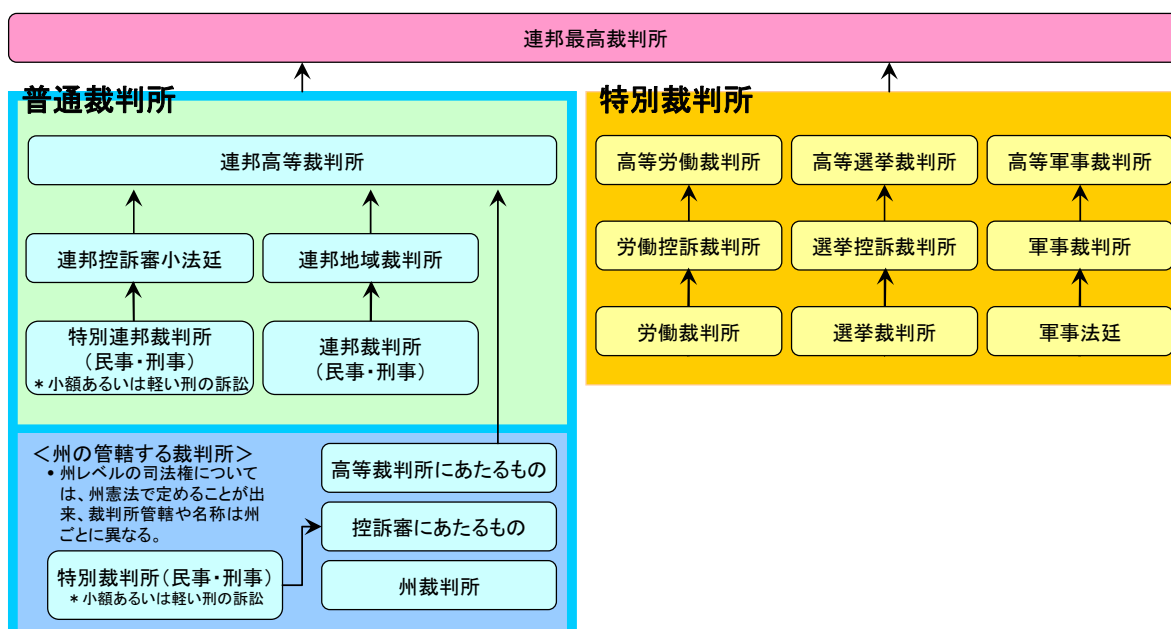 連邦最高裁判所
普通裁判所
連邦高等裁判所
連邦控訴審小法廷
連邦地域裁判所
特別連邦裁判所
（民事・刑事）
＊小額あるいは軽い刑の訴訟
連邦裁判所
（民事・刑事）
＜州の管轄する裁判所＞
• 州レベルの司法権について
は、州憲法で定めることが出
来、裁判所管轄や名称は州
ごとに異なる。
高等裁判所にあたるもの
控訴審にあたるもの
特別裁判所（民事・刑事）
＊小額あるいは軽い刑の訴訟
州裁判所
特別裁判所
高等労働裁判所
高等選挙裁判所
高等軍事裁判所
労働控訴裁判所
選挙控訴裁判所
軍事裁判所
労働裁判所
選挙裁判所
軍事法廷